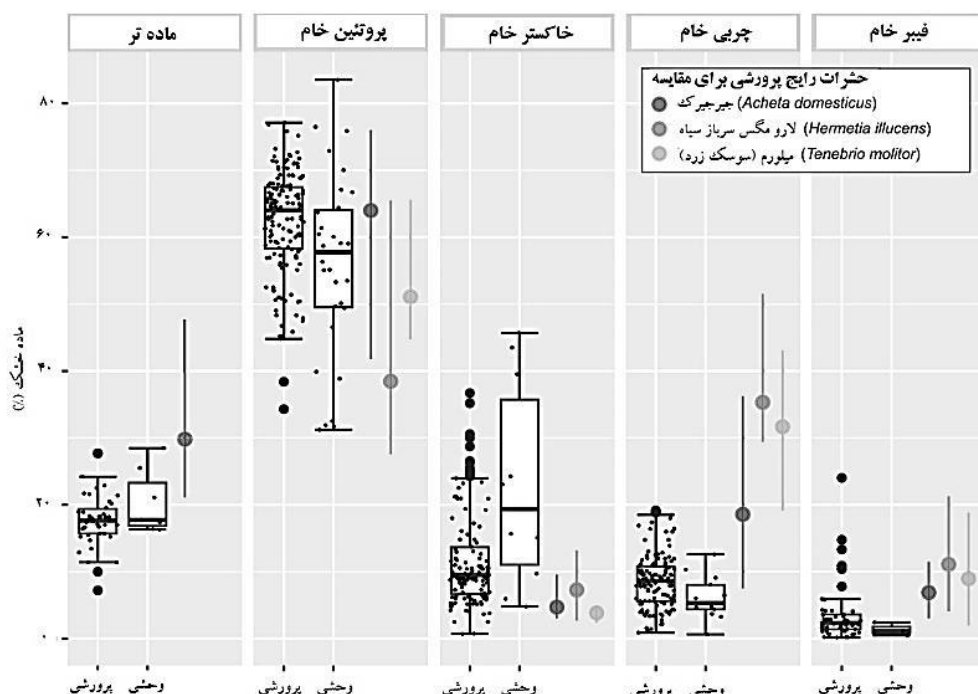 ماده تر
پروتئین خام
خاکستر خام
چربی خام
فیبر خام
حشرات رایج پرورشی برای مقایسه
جیرجیرک (Acheta domesticus)
لارو مگس سرباز سیاه (Hermetia illucens)
میلورم (سوسک زرد) (Tenebrio molitor)
ماده خشک (%)
۸۰
۶۰
۴۰
۲۰
۰
پرورشی
وحشی
پرورشی
وحشی
پرورشی
وحشی
پرورشی
وحشی
پرورشی
وحشی